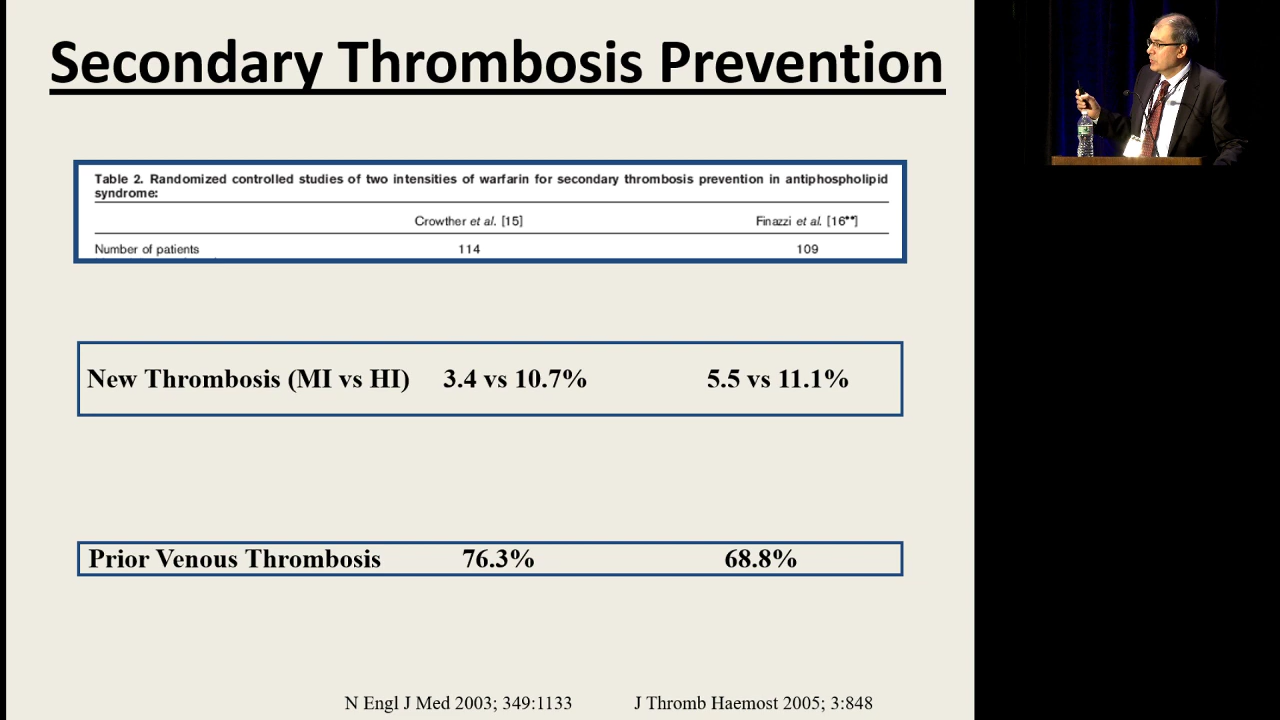 Secondary Thrombosis Prevention
Table 2. Randomized controlled studies of two intensities of warfarin for secondary thrombosis prevention in antiphospholipid
syndrome:
Crowther et al. [15] Finazzi et al. [16••]
Number of patients 114 109
New Thrombosis (MI vs HI) 3.4 vs 10.7% 5.5 vs 11.1%
Prior Venous Thrombosis 76.3% 68.8%
N Engl J Med 2003; 349:1133 J Thromb Haemost 2005; 3:848